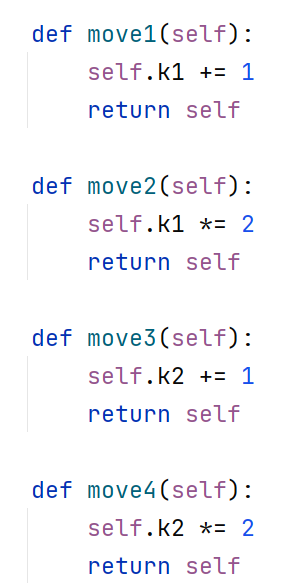 def move1(self):
    self.k1 += 1
    return self

def move2(self):
    self.k1 *= 2
    return self

def move3(self):
    self.k2 += 1
    return self

def move4(self):
    self.k2 *= 2
    return self